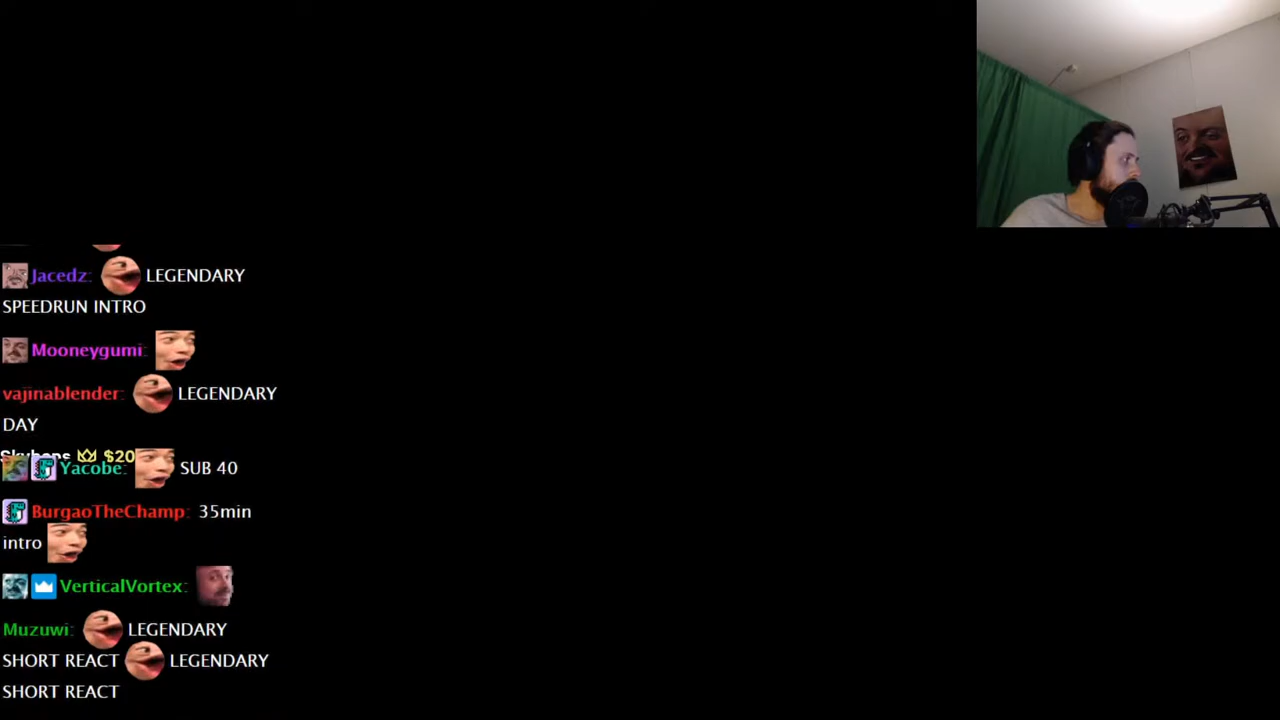 Jacedz: LEGENDARY
SPEEDRUN INTRO
Mooneygumi:
vajinablender: LEGENDARY
DAY
$20
Yacobe: SUB 40
BurgaoTheChamp: 35min
intro
VerticalVortex:
Muzuwi: LEGENDARY
SHORT REACT LEGENDARY
SHORT REACT